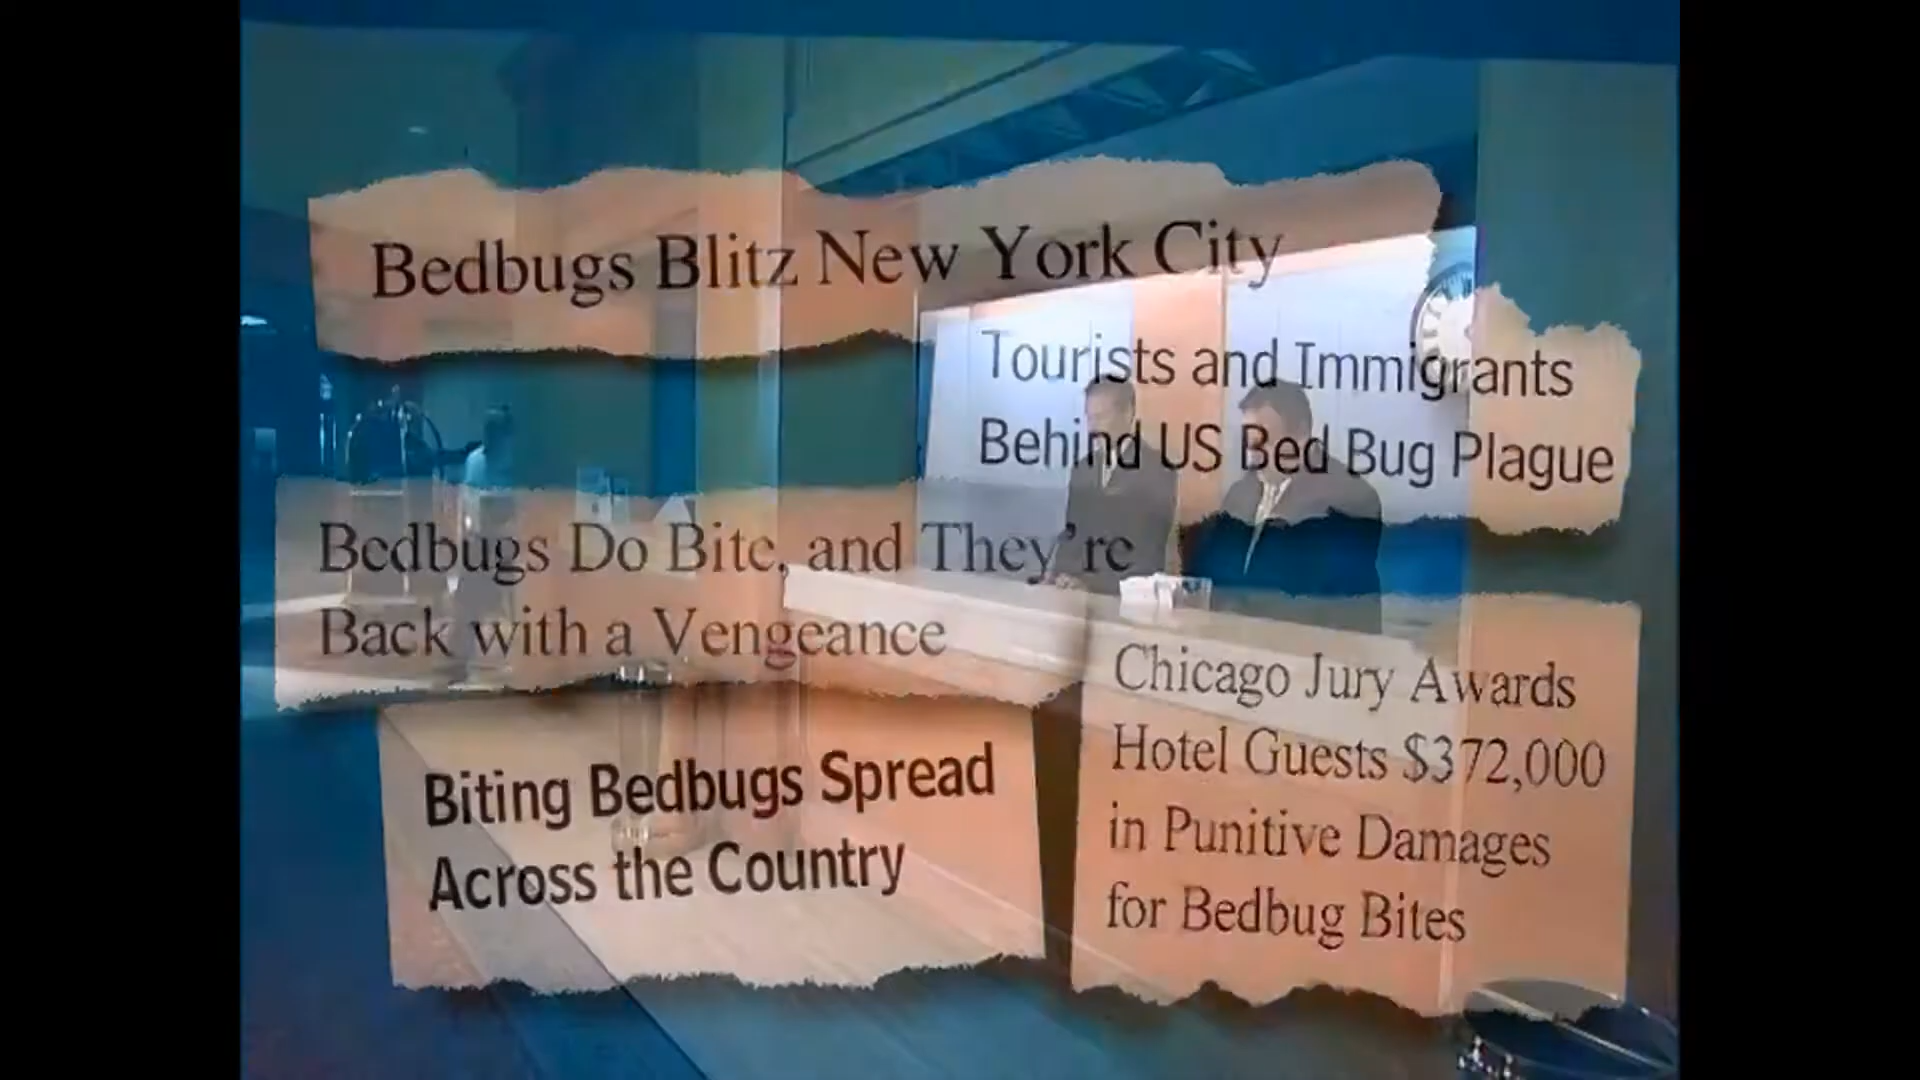 Bedbugs Blitz New York City
Tourists and Immigrants
Behind US Bed Bug Plague
Bedbugs Do Bite, and They're
Back with a Vengeance
Biting Bedbugs Spread
Across the Country
Chicago Jury Awards
Hotel Guests $372,000
in Punitive Damages
for Bedbug Bites